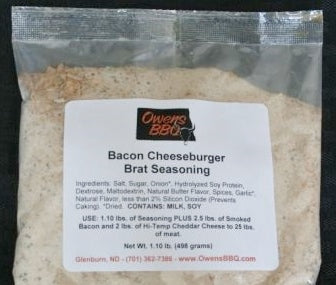 Owens
BBQ
Bacon Cheeseburger
Brat Seasoning
Ingredients: Salt, Sugar, Onion*, Hydrolyzed Soy Protein,
Dextrose, Maltodextrin, Natural Butter Flavor, Spices, Garlic*,
Natural Flavor, less than 2% Silicon Dioxide (Prevents
Caking). *Dried. CONTAINS: MILK, SOY
USE: 1.10 lbs. of Seasoning PLUS 2.5 lbs. of Smoked
Bacon and 2 lbs. of Hi-Temp Cheddar Cheese to 25 lbs.
of meat.
Net Wt. 1.10 lb. (498 grams)
Glenburn, ND - (701) 362-7386 - www.OwensBBQ.com